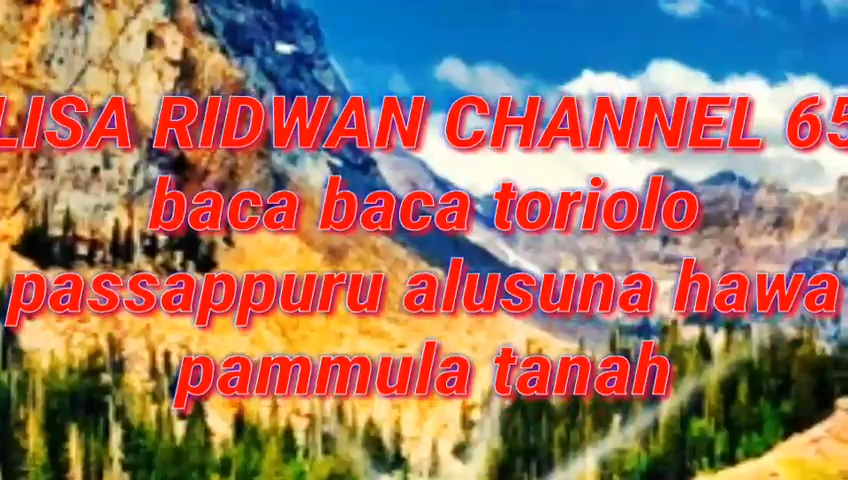 LISA RIDWAN CHANNEL 65
baca baca toriolo
passappuru alusuna hawa
pammula tanah